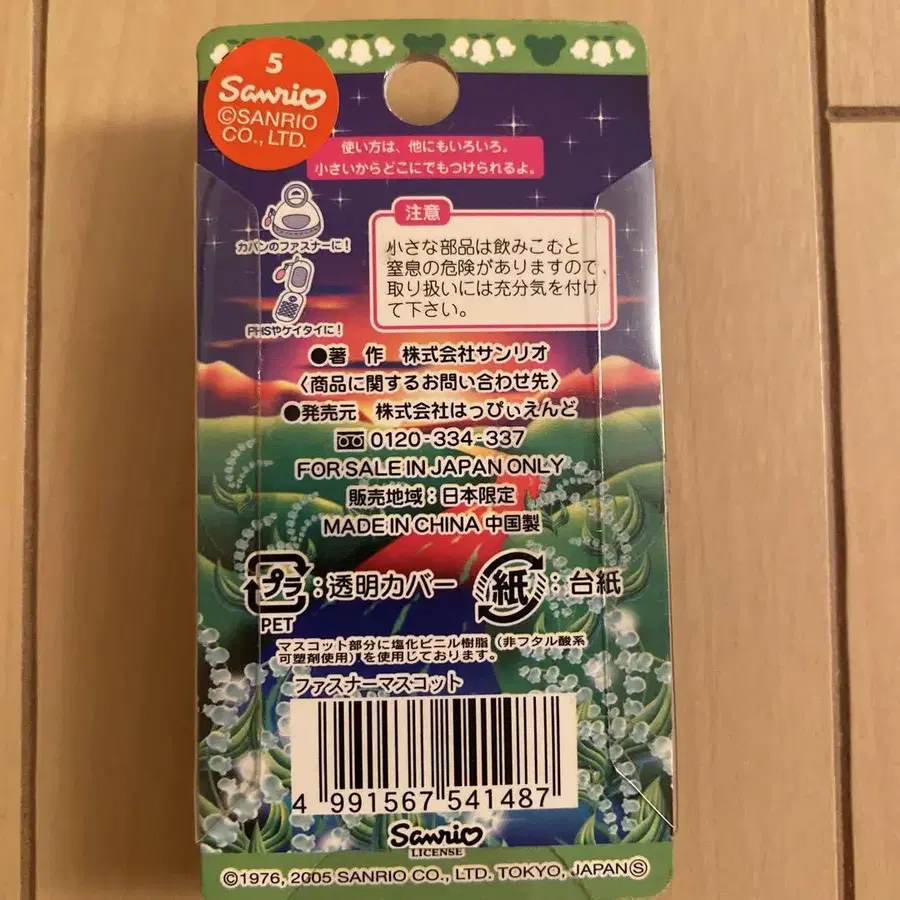 5
Sanrio
©SANRIO
CO., LTD.
使い方は、他にもいろいろ。
小さいからどこにでもつけられるよ。
カバンのファスナーに!
PHSやケイタイに!
注意
小さな部品は飲みこむと
窒息の危険がありますので、
取り扱いには充分気を付け
て下さい。
●著 作 株式会社サンリオ
〈商品に関するお問い合わせ先〉
●発売元 株式会社はっぴぃえんど
0120-334-337
FOR SALE IN JAPAN ONLY
販売地域:日本限定
MADE IN CHINA 中国製
プラ:透明カバー
PET
紙:台紙
マスコット部分に塩化ビニル樹脂(非フタル酸系
可塑剤使用)を使用しております。
ファスナーマスコット
4 991567 541487
Sanrio
LICENSE
©1976, 2005 SANRIO CO., LTD. TOKYO, JAPAN Ⓢ